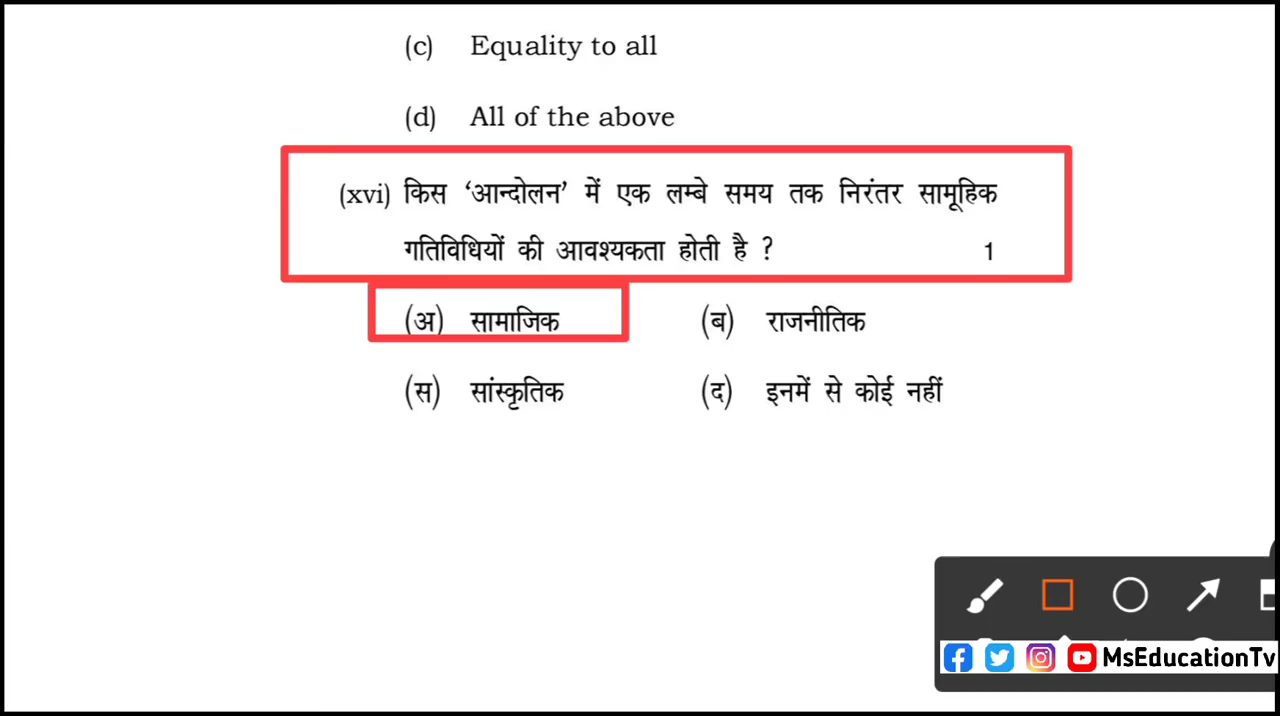 (c) Equality to all
(d) All of the above
(xvi) किस ‘आन्दोलन’ में एक लम्बे समय तक निरंतर सामूहिक
गतिविधियों की आवश्यकता होती है ? 1
(अ) सामाजिक (ब) राजनीतिक
(स) सांस्कृतिक (द) इनमें से कोई नहीं
MsEducationTv